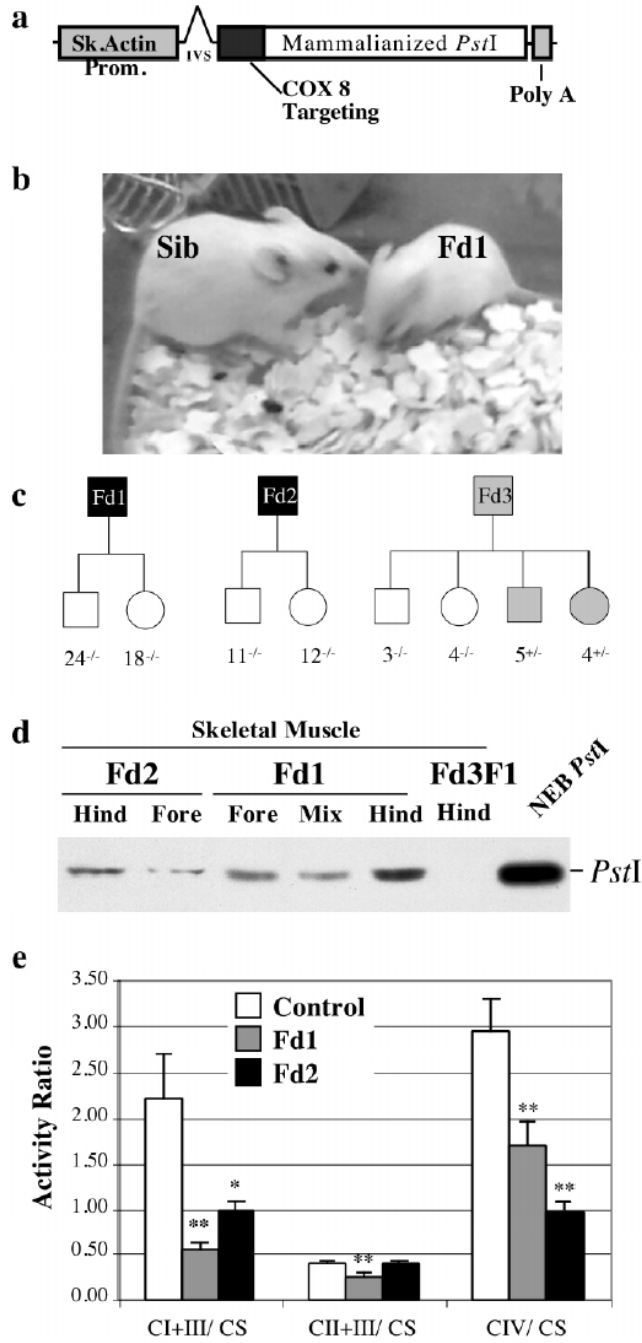 a
Sk.Actin
Prom.
IVS
Mammalianized PstI
COX 8
Targeting
Poly A
b
Sib
Fd1
c
Fd1
Fd2
Fd3
24-/-
18-/-
11-/-
12-/-
3-/-
4-/-
5+/-
4+/-
d
Skeletal Muscle
Fd2
Fd1
Fd3F1
NEB PstI
Hind
Fore
Fore
Mix
Hind
Hind
PstI
e
Activity Ratio
3.50
3.00
2.50
2.00
1.50
1.00
0.50
0.00
Control
Fd1
Fd2
**
*
**
**
**
CI+III/ CS
CII+III/ CS
CIV/ CS